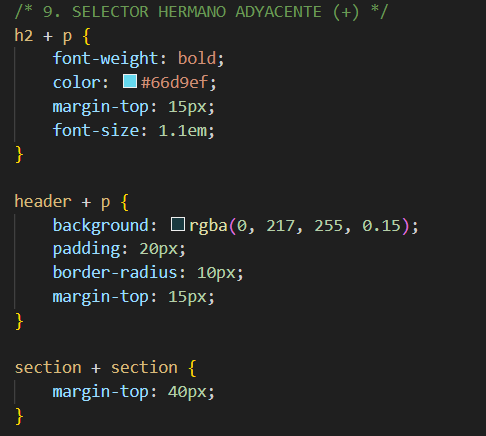 /* 9. SELECTOR HERMANO ADYACENTE (+) */
h2 + p {
    font-weight: bold;
    color: #66d9ef;
    margin-top: 15px;
    font-size: 1.1em;
}

header + p {
    background: rgba(0, 217, 255, 0.15);
    padding: 20px;
    border-radius: 10px;
    margin-top: 15px;
}

section + section {
    margin-top: 40px;
}